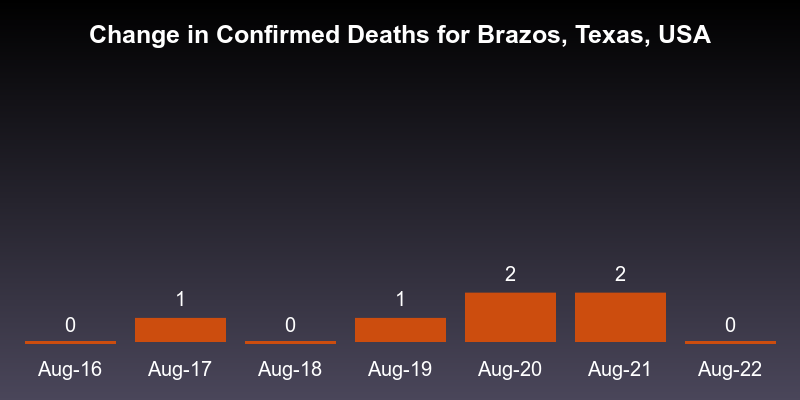 Change in Confirmed Deaths for Brazos, Texas, USA
0 1 0 1 2 2 0
Aug-16 Aug-17 Aug-18 Aug-19 Aug-20 Aug-21 Aug-22